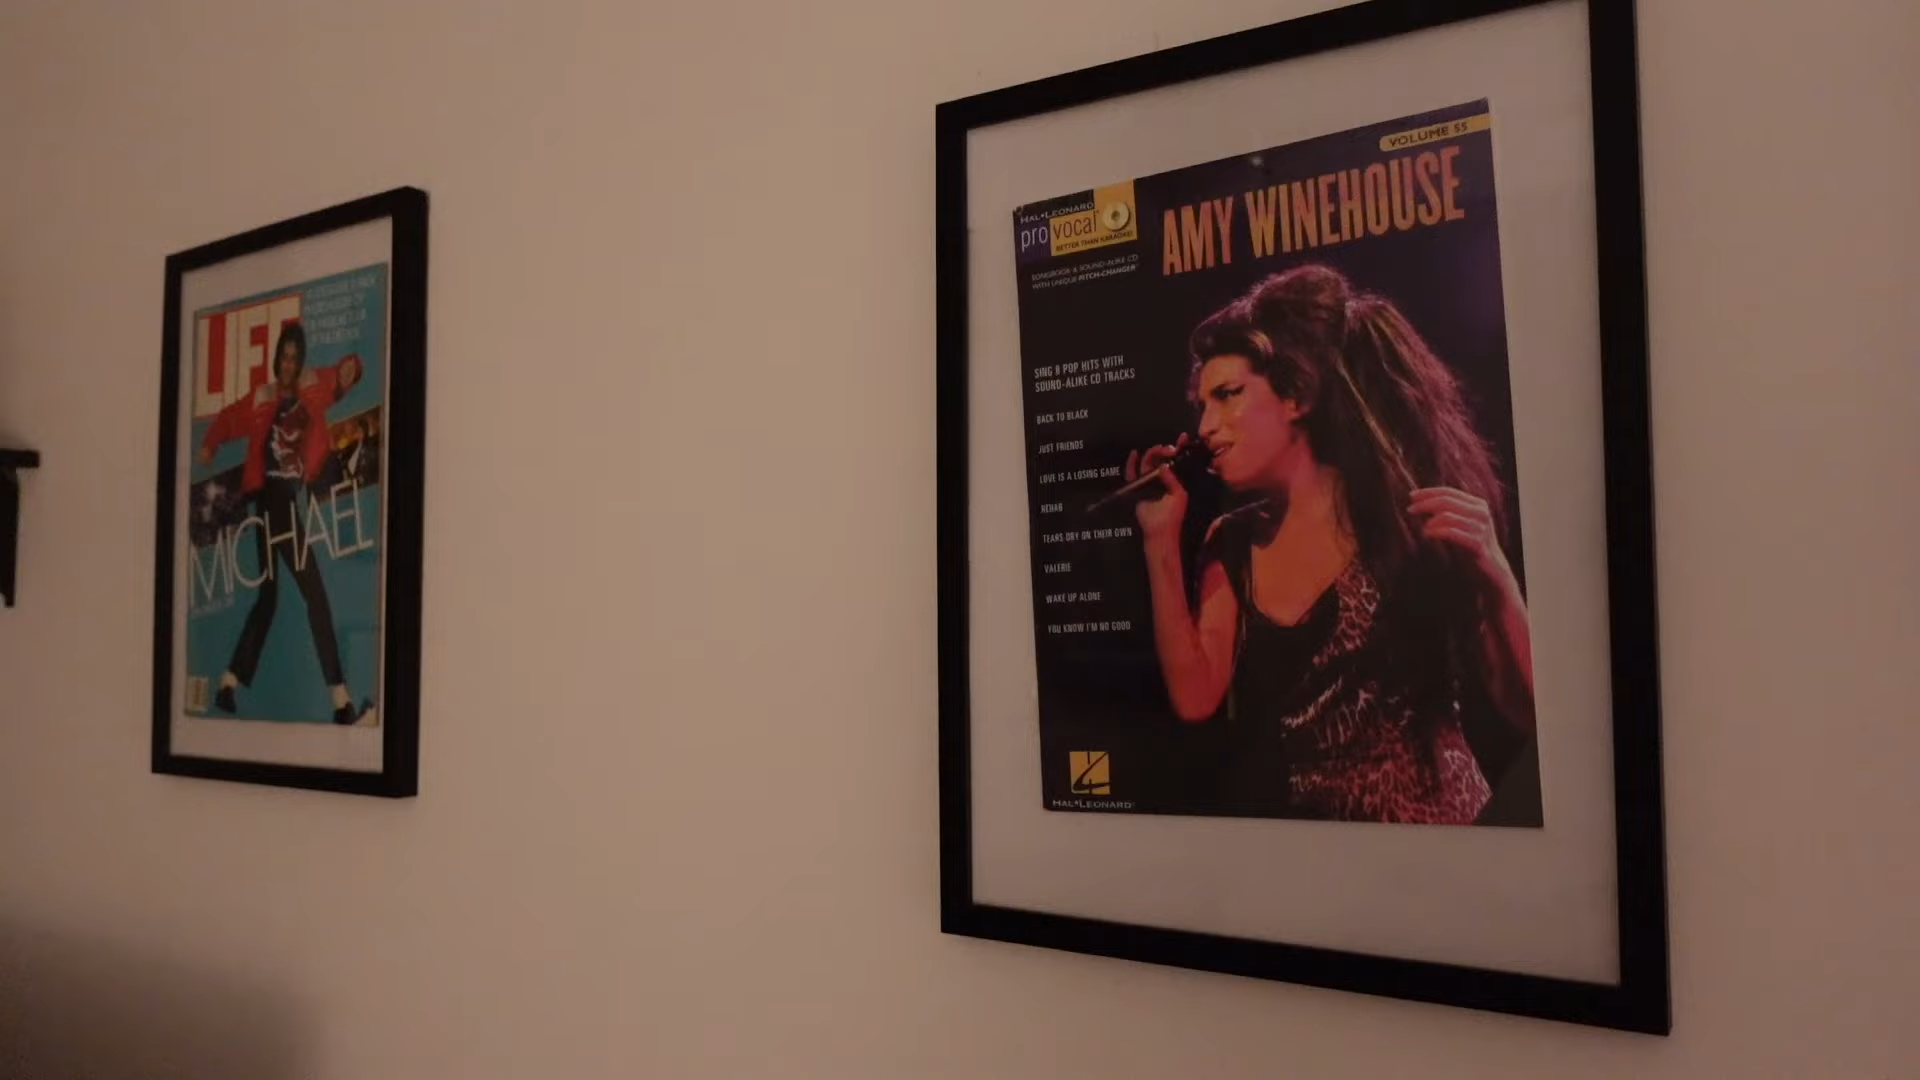 LIFE
MICHAEL
VOLUME 55
HAL•LEONARD
pro vocal
BETTER THAN KARAOKE!
AMY WINEHOUSE
SONGBOOK & SOUND-ALIKE CD
WITH UNIQUE PITCH-CHANGER™
SING 8 POP HITS WITH
SOUND-ALIKE CD TRACKS
BACK TO BLACK
JUST FRIENDS
LOVE IS A LOSING GAME
REHAB
TEARS DRY ON THEIR OWN
VALERIE
WAKE UP ALONE
YOU KNOW I'M NO GOOD
HAL•LEONARD®